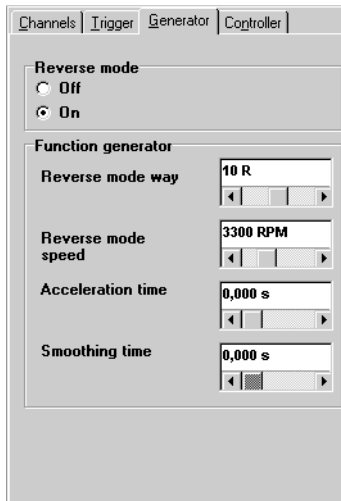 Channels Trigger Generator Controller
Reverse mode
Off
On
Function generator
Reverse mode way 10 R
Reverse mode speed 3300 RPM
Acceleration time 0,000 s
Smoothing time 0,000 s